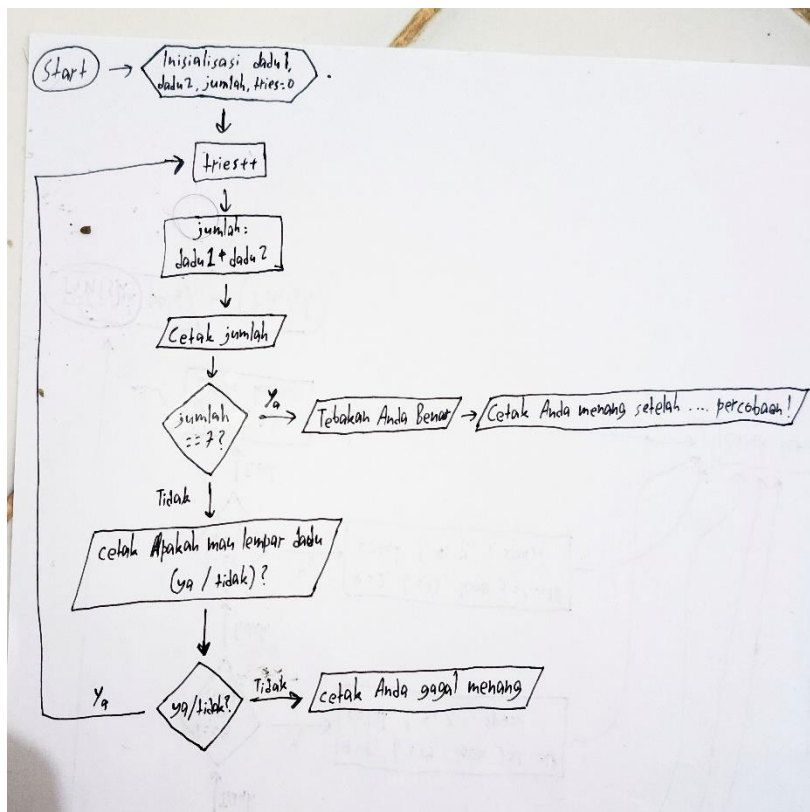 Start
Inisialisasi dadu1,
dadu2, jumlah, tries=0
tries++
jumlah:
dadu1 + dadu2
Cetak jumlah
jumlah
==7?
Ya
Tebakan Anda Benar
Cetak Anda menang setelah .... percobaan!
Tidak
cetak Apakah mau lempar dadu
(ya / tidak)?
ya/tidak?
Tidak
cetak Anda gagal menang
Ya